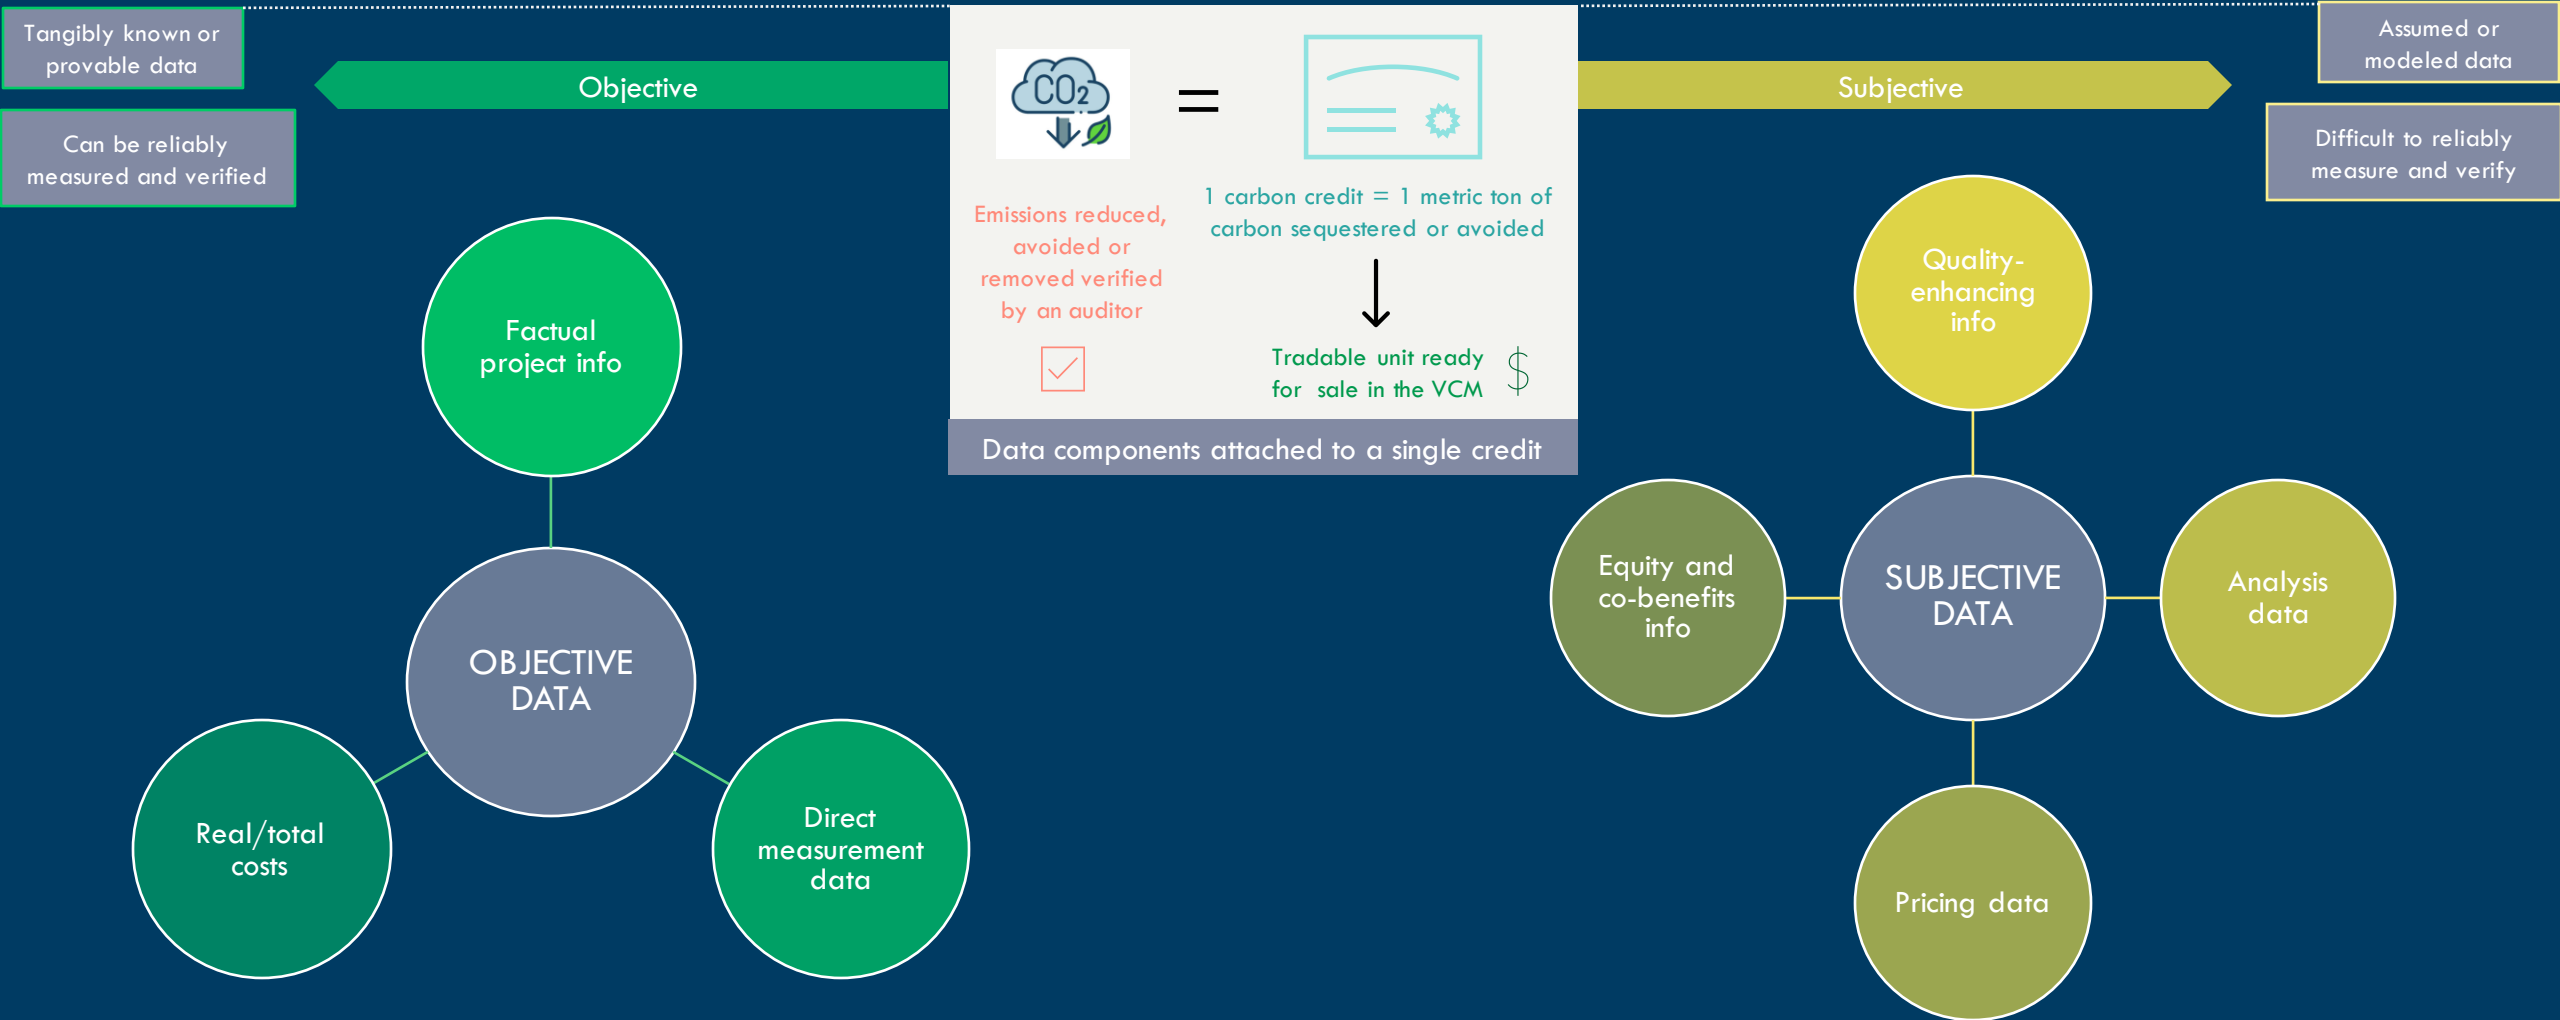 Tangibly known or
provable data
Can be reliably
measured and verified
Objective
CO2
=
Emissions reduced,
avoided or
removed verified
by an auditor
1 carbon credit = 1 metric ton of
carbon sequestered or avoided
Tradable unit ready
for sale in the VCM
$
Data components attached to a single credit
Subjective
Assumed or
modeled data
Difficult to reliably
measure and verify
Factual
project info
OBJECTIVE
DATA
Real/total
costs
Direct
measurement
data
Quality-
enhancing
info
Equity and
co-benefits
info
SUBJECTIVE
DATA
Analysis
data
Pricing data